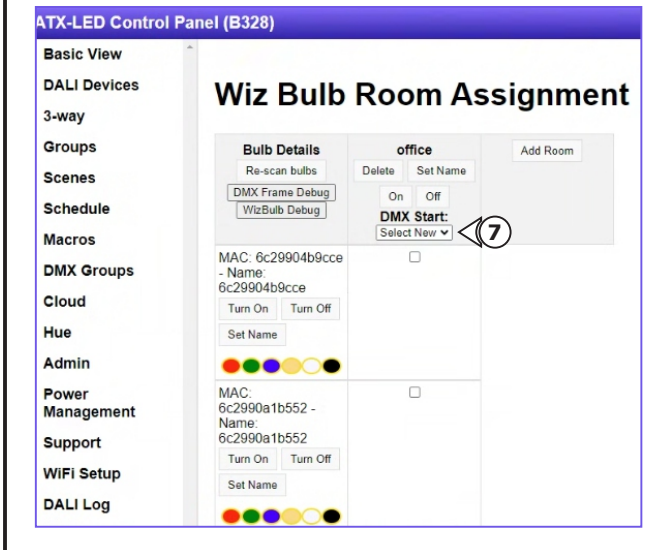 ATX-LED Control Panel (B328)
Basic View
DALI Devices
3-way
Groups
Scenes
Schedule
Macros
DMX Groups
Cloud
Hue
Admin
Power
Management
Support
WiFi Setup
DALI Log
Wiz Bulb Room Assignment
Bulb Details
Re-scan bulbs
DMX Frame Debug
WizBulb Debug
office
Delete Set Name
On Off
DMX Start:
Select New
7
Add Room
MAC: 6c29904b9cce
- Name:
6c29904b9cce
Turn On Turn Off
Set Name
MAC:
6c2990a1b552 -
Name:
6c2990a1b552
Turn On Turn Off
Set Name